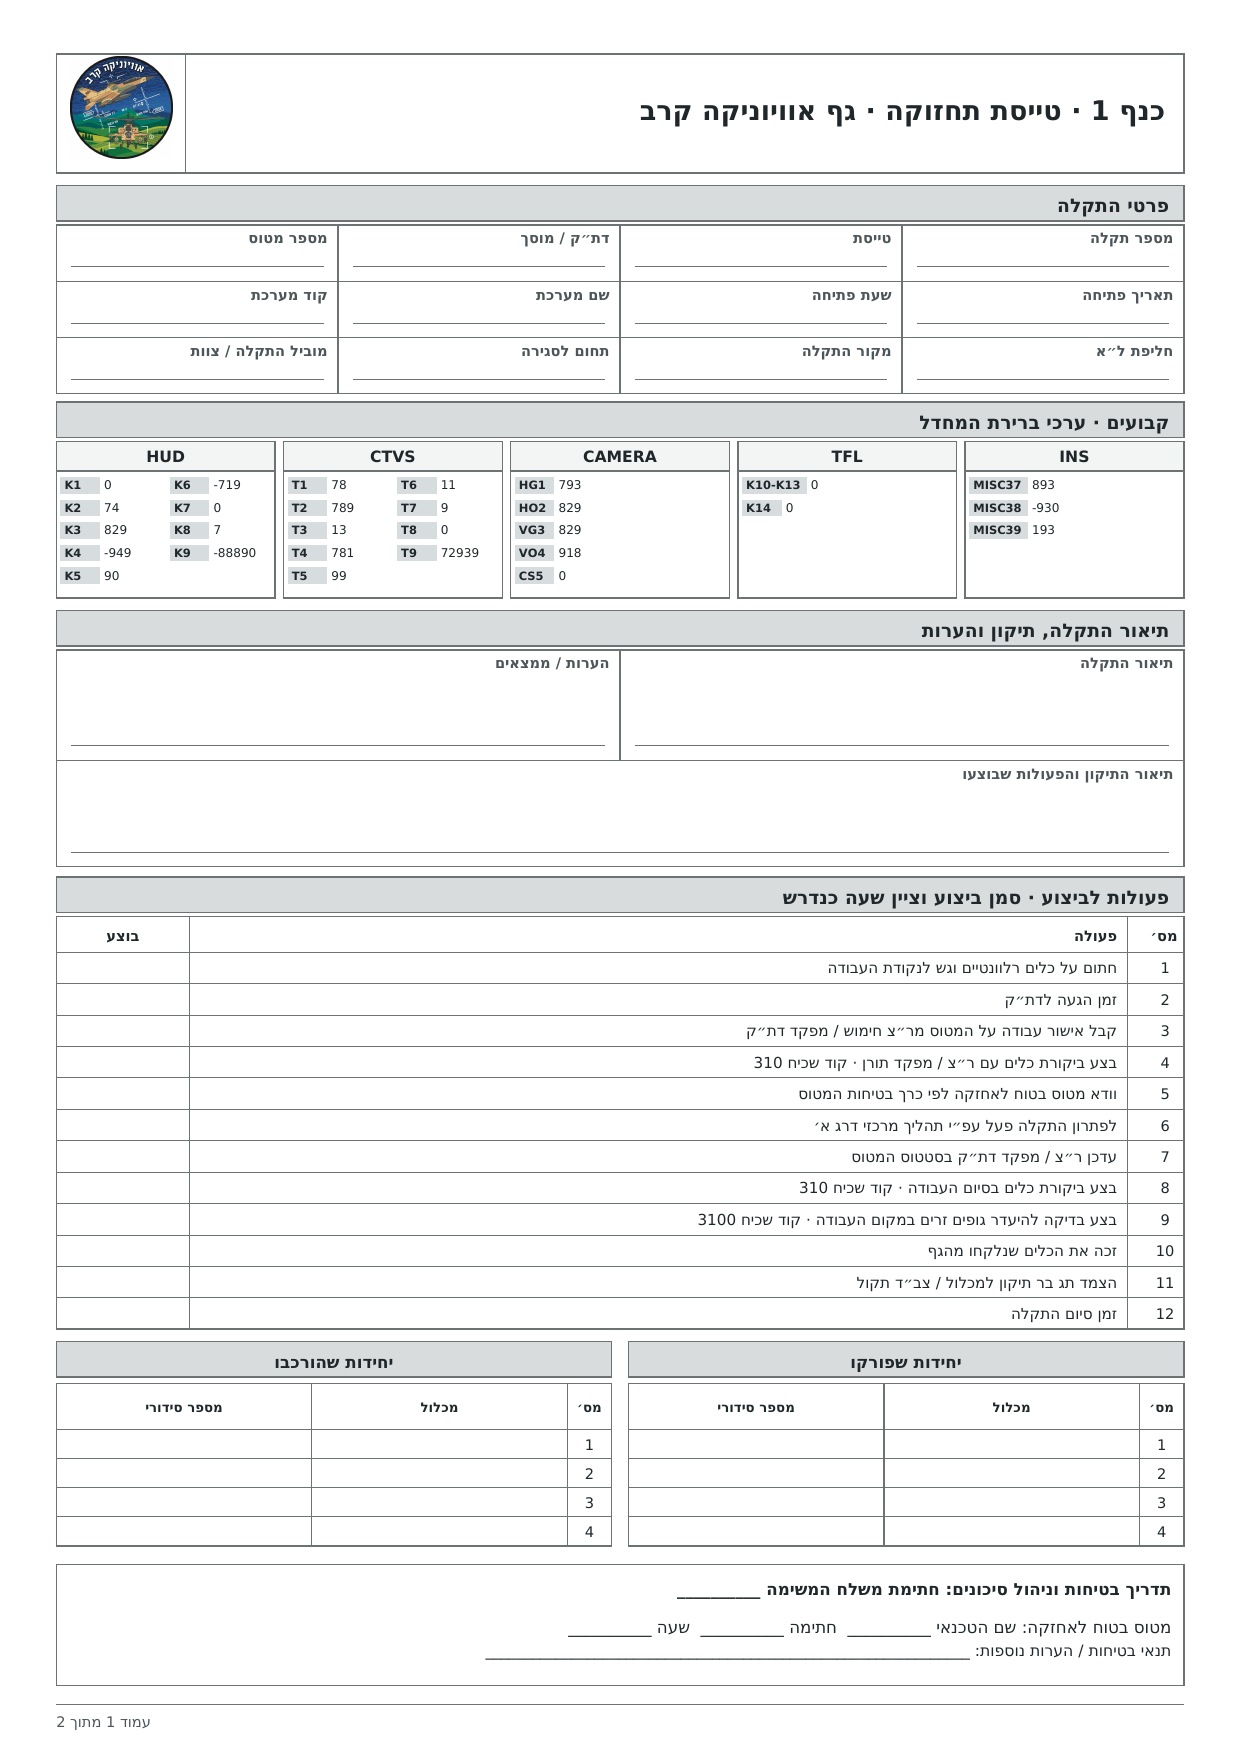 אוויוניקה קרב
כנף 1 · טייסת תחזוקה · גף אוויוניקה קרב
פרטי התקלה
מספר תקלה טייסת דת״ק / מוסך מספר מטוס
תאריך פתיחה שעת פתיחה שם מערכת קוד מערכת
חליפת ל״א מקור התקלה תחום לסגירה מוביל התקלה / צוות
קבועים · ערכי ברירת המחדל
HUD CTVS CAMERA TFL INS
K1 0 K6 -719 T1 78 T6 11 HG1 793 K10-K13 0 MISC37 893
K2 74 K7 0 T2 789 T7 9 HO2 829 K14 0 MISC38 -930
K3 829 K8 7 T3 13 T8 0 VG3 829 MISC39 193
K4 -949 K9 -88890 T4 781 T9 72939 VO4 918
K5 90 T5 99 CS5 0
תיאור התקלה, תיקון והערות
תיאור התקלה הערות / ממצאים
תיאור התיקון והפעולות שבוצעו
פעולות לביצוע · סמן ביצוע וציין שעה כנדרש
מס׳ פעולה בוצע
1 חתום על כלים רלוונטיים וגש לנקודת העבודה
2 זמן הגעה לדת״ק
3 קבל אישור עבודה על המטוס מר״צ חימוש / מפקד דת״ק
4 בצע ביקורת כלים עם ר״צ / מפקד תורן · קוד שכיח 310
5 וודא מטוס בטוח לאחזקה לפי כרך בטיחות המטוס
6 לפתרון התקלה פעל עפ״י תהליך מרכזי דרג א׳
7 עדכן ר״צ / מפקד דת״ק בסטטוס המטוס
8 בצע ביקורת כלים בסיום העבודה · קוד שכיח 310
9 בצע בדיקה להיעדר גופים זרים במקום העבודה · קוד שכיח 3100
10 זכה את הכלים שנלקחו מהגף
11 הצמד תג בר תיקון למכלול / צב״ד תקול
12 זמן סיום התקלה
יחידות שפורקו יחידות שהורכבו
מס׳ מכלול מספר סידורי מס׳ מכלול מספר סידורי
1 1
2 2
3 3
4 4
תדריך בטיחות וניהול סיכונים: חתימת משלח המשימה __________
מטוס בטוח לאחזקה: שם הטכנאי __________ חתימה __________ שעה __________
תנאי בטיחות / הערות נוספות: __________________________________________________________
עמוד 1 מתוך 2